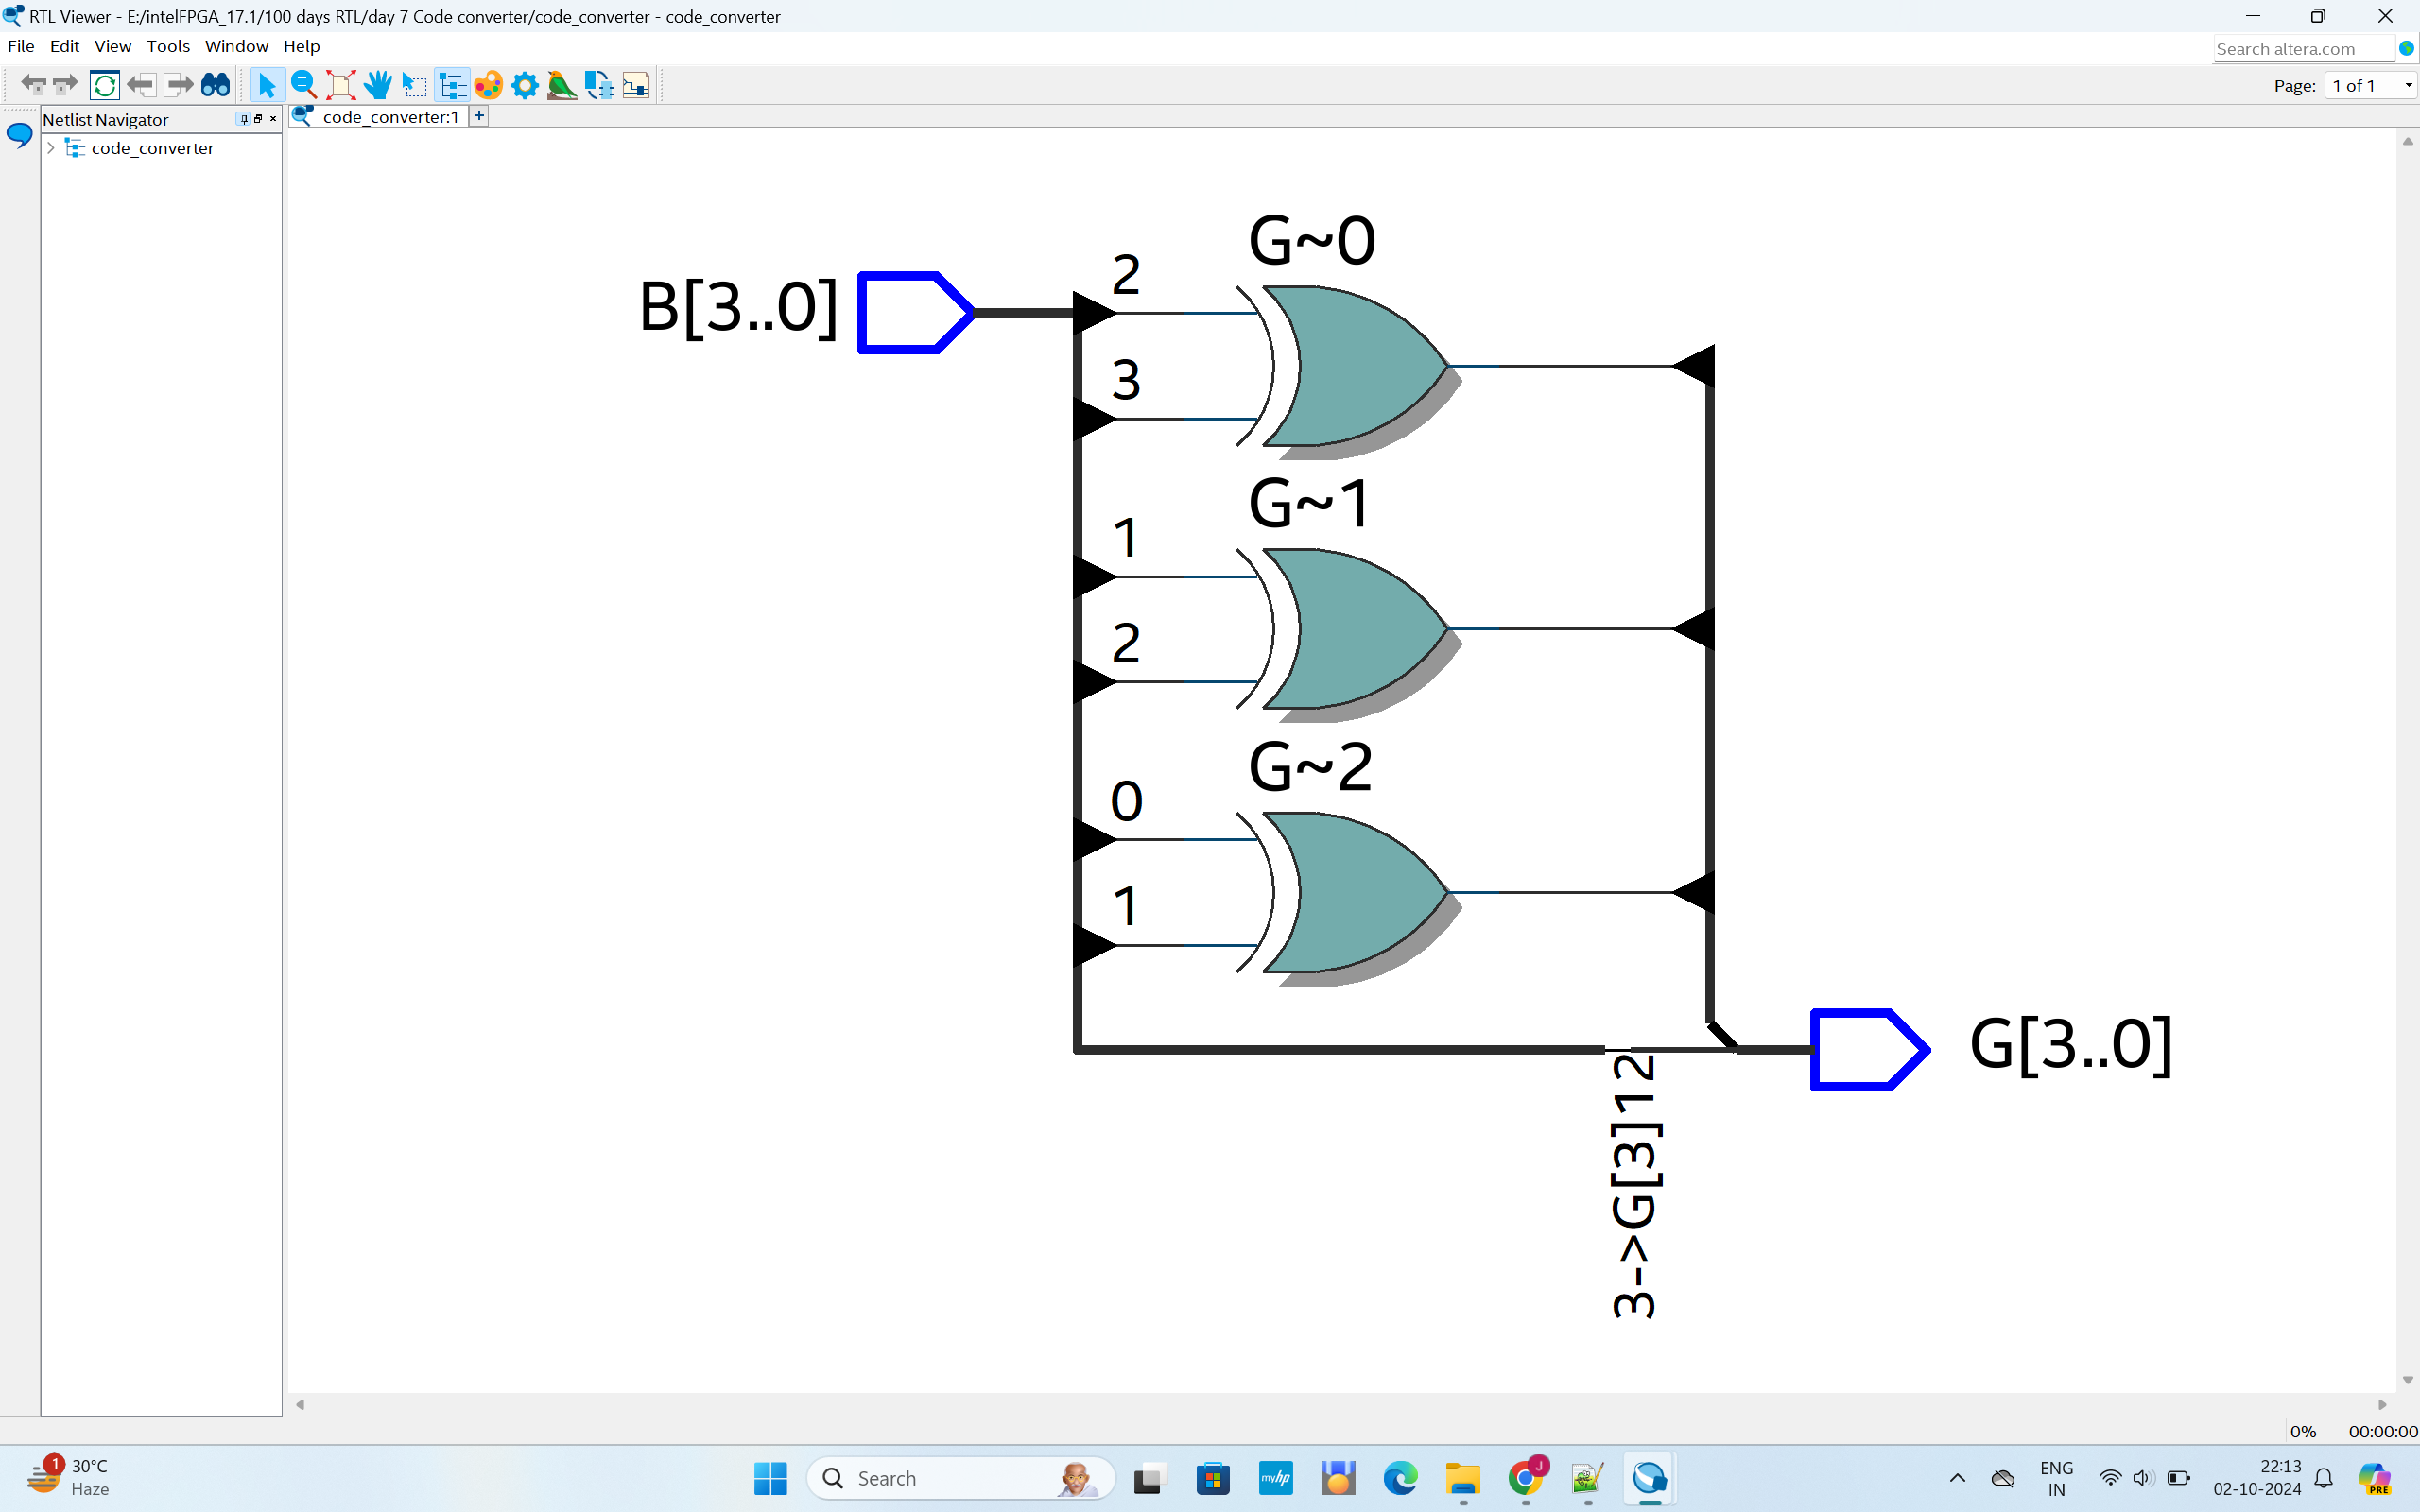 RTL Viewer - E:/intelFPGA_17.1/100 days RTL/day 7 Code converter/code_converter - code_converter
File Edit View Tools Window Help
Search altera.com
Page: 1 of 1
Netlist Navigator
code_converter:1
code_converter
G~0
B[3..0]
2
3
G~1
1
2
G~2
0
1
G[3..0]
3->G[3]12
0% 00:00:00
1
30°C
Haze
Search
myhp
J
ENG
IN
22:13
02-10-2024
PRE